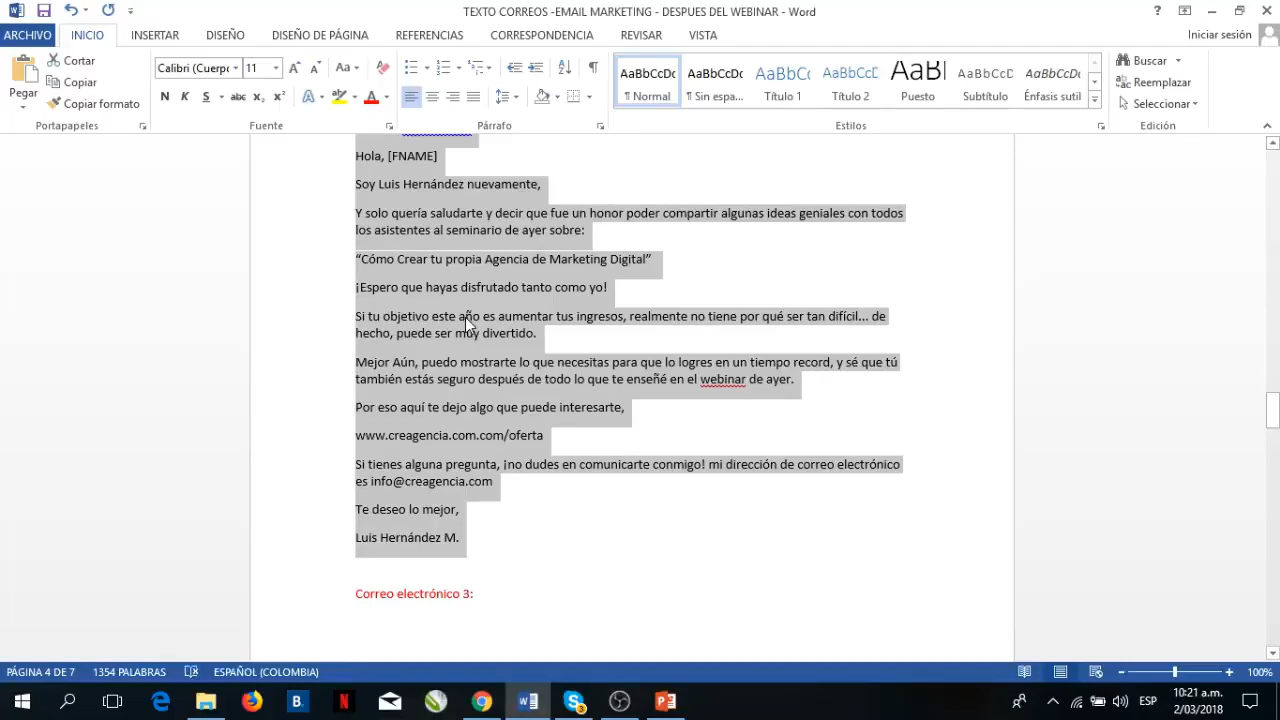 TEXTO CORREOS -EMAIL MARKETING - DESPUES DEL WEBINAR - Word
ARCHIVO INICIO INSERTAR DISEÑO DISEÑO DE PÁGINA REFERENCIAS CORRESPONDENCIA REVISAR VISTA Iniciar sesión
Pegar
Cortar
Copiar
Copiar formato
Portapapeles
Calibri (Cuerpo 11
N K S abc x₂ x²
Fuente
Párrafo
AaBbCcDc AaBbCcDc AaBbCc AaBbCcC AaBl AaBbCcC AaBbCcDc
¶ Normal ¶ Sin espa... Título 1 Título 2 Puesto Subtítulo Énfasis sutil
Estilos
Buscar
Reemplazar
Seleccionar
Edición
Hola, [FNAME]
Soy Luis Hernández nuevamente,
Y solo quería saludarte y decir que fue un honor poder compartir algunas ideas geniales con todos
los asistentes al seminario de ayer sobre:
“Cómo Crear tu propia Agencia de Marketing Digital”
¡Espero que hayas disfrutado tanto como yo!
Si tu objetivo este año es aumentar tus ingresos, realmente no tiene por qué ser tan difícil... de
hecho, puede ser muy divertido.
Mejor Aún, puedo mostrarte lo que necesitas para que lo logres en un tiempo record, y sé que tú
también estás seguro después de todo lo que te enseñé en el webinar de ayer.
Por eso aquí te dejo algo que puede interesarte,
www.creagencia.com.com/oferta
Si tienes alguna pregunta, ¡no dudes en comunicarte conmigo! mi dirección de correo electrónico
es info@creagencia.com
Te deseo lo mejor,
Luis Hernández M.
Correo electrónico 3:
PÁGINA 4 DE 7 1354 PALABRAS ESPAÑOL (COLOMBIA) 100%
ESP
10:21 a.m.
2/03/2018